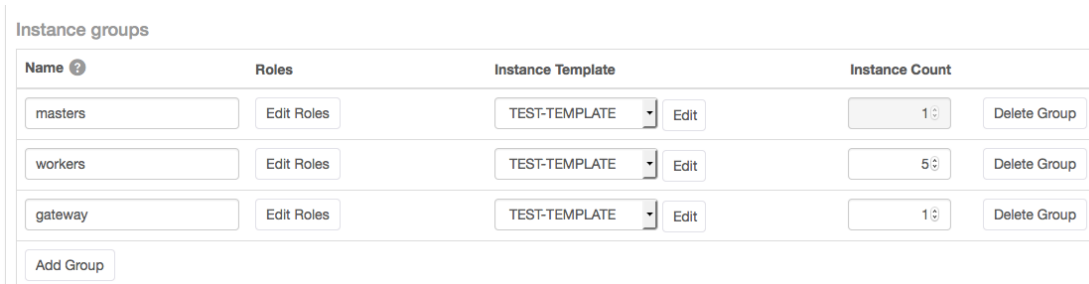 Instance groups
Name ? Roles Instance Template Instance Count
masters Edit Roles TEST-TEMPLATE Edit 1 Delete Group
workers Edit Roles TEST-TEMPLATE Edit 5 Delete Group
gateway Edit Roles TEST-TEMPLATE Edit 1 Delete Group
Add Group